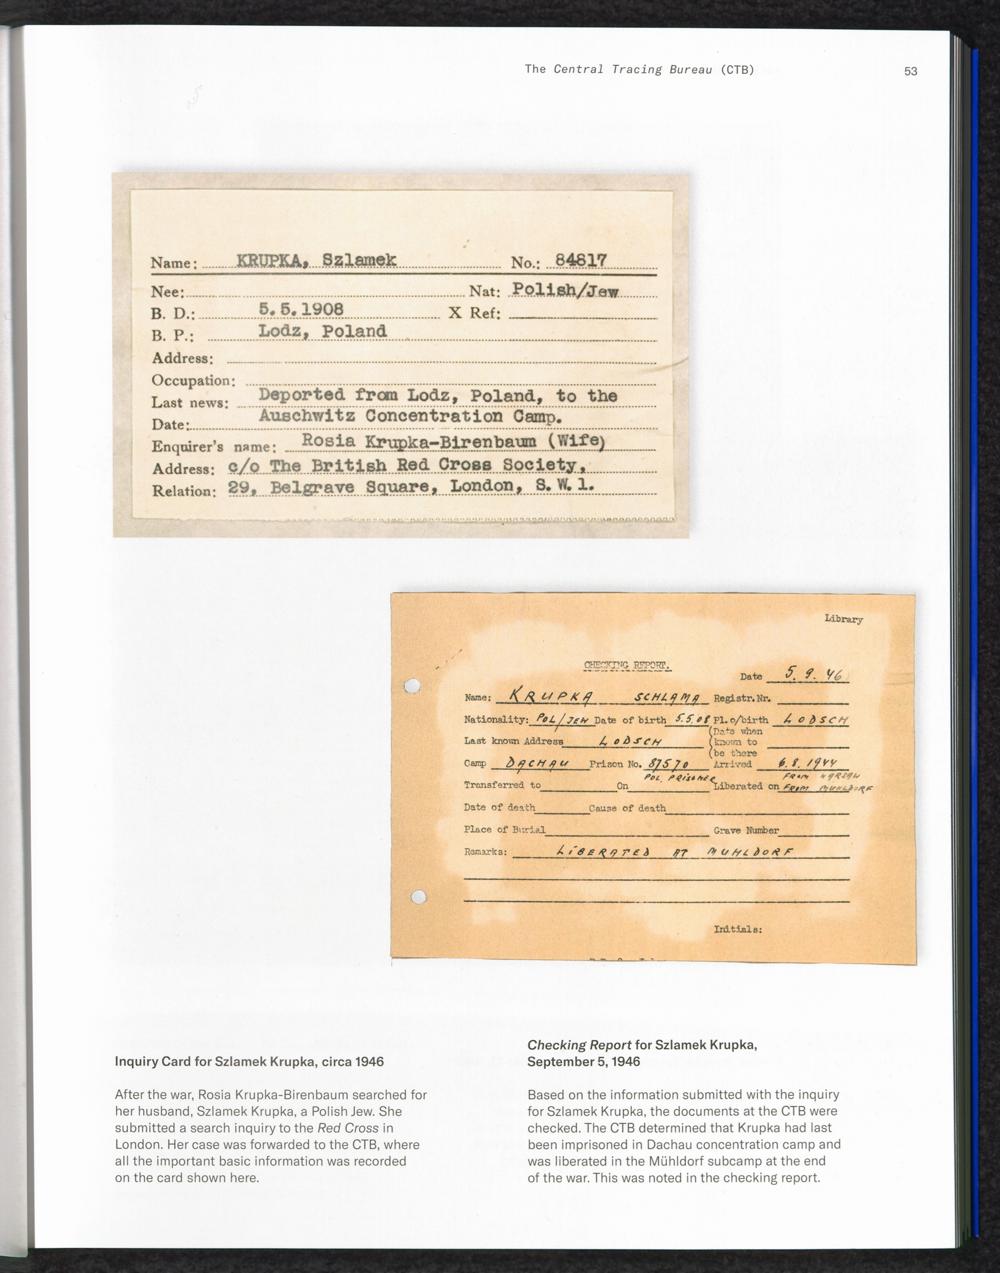 The Central Tracing Bureau (CTB)
53
Name: KRUPKA, Szlamek No.: 84817
Nee: Nat: Polish/Jew
B. D.: 5.5.1908 X Ref:
B. P.: Lodz, Poland
Address:
Occupation:
Last news: Deported from Lodz, Poland, to the
Date: Auschwitz Concentration Camp.
Enquirer's name: Rosia Krupka-Birenbaum (Wife)
Address: c/o The British Red Cross Society,
Relation: 29, Belgrave Square, London, S.W.1.
Library
CHECKING REPORT.
Date 5.9.46
Name: KRUPKA SCHLAMA Registr.Nr.
Nationality: POL/JEW Date of birth 5.5.08 Pl.o/birth LODSCH
Last known Address LODSCH (Date when
(known to
(be there
Camp DACHAU Prison No. 87570 Arrived 6.8.1944
POL. PRISONER FROM WARSAW
Transferred to On Liberated on FROM MUHLDORF
Date of death Cause of death
Place of Burial Grave Number
Remarks: LIBERATED AT MUHLDORF
Initials:
Inquiry Card for Szlamek Krupka, circa 1946
After the war, Rosia Krupka-Birenbaum searched for
her husband, Szlamek Krupka, a Polish Jew. She
submitted a search inquiry to the Red Cross in
London. Her case was forwarded to the CTB, where
all the important basic information was recorded
on the card shown here.
Checking Report for Szlamek Krupka,
September 5, 1946
Based on the information submitted with the inquiry
for Szlamek Krupka, the documents at the CTB were
checked. The CTB determined that Krupka had last
been imprisoned in Dachau concentration camp and
was liberated in the Mühldorf subcamp at the end
of the war. This was noted in the checking report.